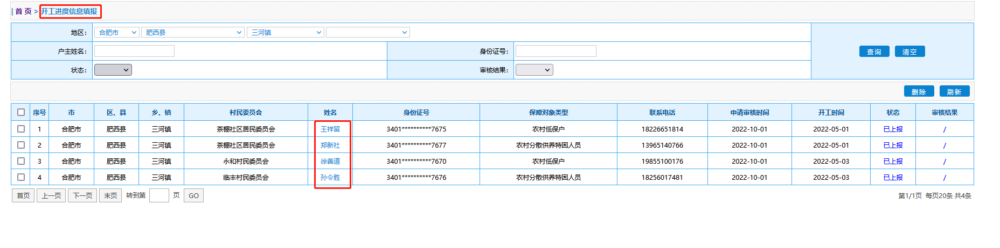 首 页 > 开工进度信息填报
地区： 合肥市 肥西县 三河镇
户主姓名： 身份证号： 查询 清空
状态： 审核结果：
删除 刷新
序号 市 区、县 乡、镇 村民委员会 姓名 身份证号 保障对象类型 联系电话 申请审核时间 开工时间 状态 审核结果
1 合肥市 肥西县 三河镇 茶棚社区居民委员会 王祥留 3401**********7675 农村低保户 18226651814 2022-10-01 2022-05-01 已上报 /
2 合肥市 肥西县 三河镇 茶棚社区居民委员会 郑新社 3401**********7677 农村分散供养特困人员 13965140766 2022-10-01 2022-05-01 已上报 /
3 合肥市 肥西县 三河镇 永和村民委员会 徐善道 3401**********7670 农村低保户 19855100176 2022-10-01 2022-05-03 已上报 /
4 合肥市 肥西县 三河镇 临丰村民委员会 孙令胜 3401**********7676 农村分散供养特困人员 18256017481 2022-10-01 2022-05-03 已上报 /
首页 上一页 下一页 末页 转到第 页 GO 第1/1页 每页20条 共4条